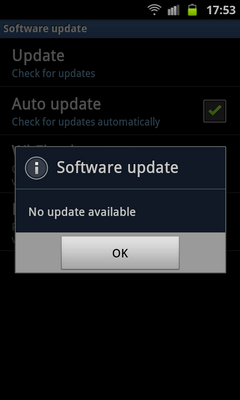 17:53
Software update
Update
Check for updates
Auto update
Check for updates automatically
Software update
No update available
OK